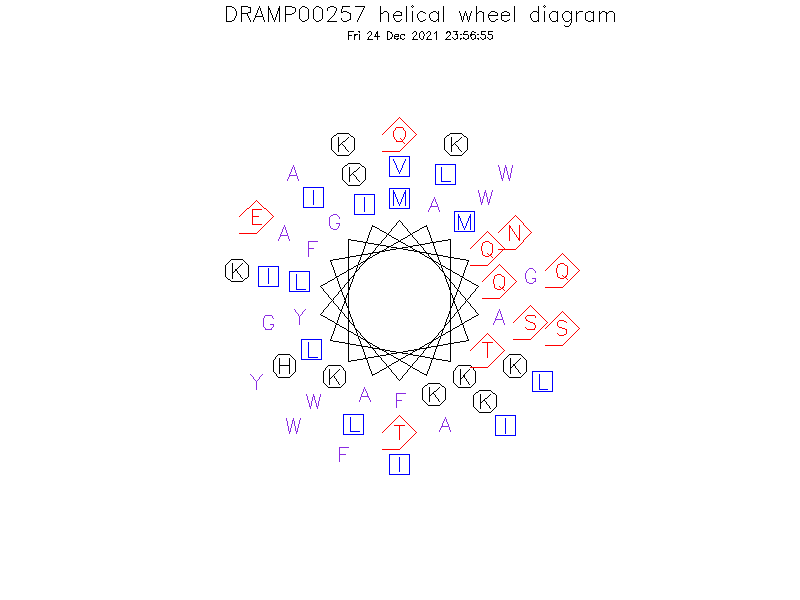 DRAMP00257 helical wheel diagram
Fri 24 Dec 2021 23:56:55
Q
K K
V
A K L W
I I M A W
E G M
A N
F Q
K I L Q G Q
G Y A S S
L T
H K K K L
Y W A F K K
W L T A I
F I